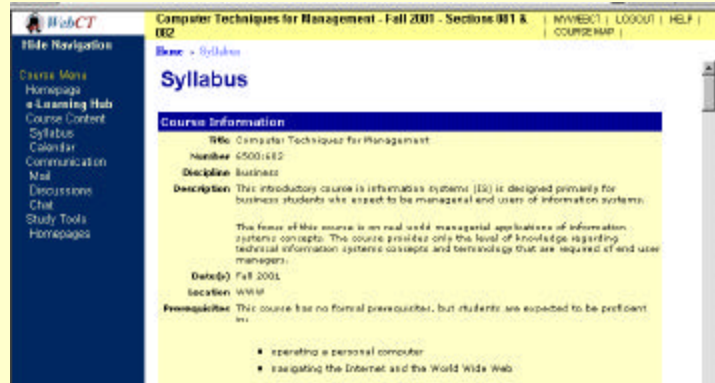 WebCT
Computer Techniques for Management - Fall 2001 - Sections 001 &
002
| MYWEBCT | LOGOUT | HELP |
| COURSE MAP |
Hide Navigation
Home » Syllabus
Course Menu
Homepage
e-Learning Hub
Course Content
Syllabus
Calendar
Communication
Mail
Discussions
Chat
Study Tools
Homepages
Syllabus
Course Information
Title Computer Techniques for Management
Number 6500:602
Discipline Business
Description This introductory course in information systems (IS) is designed primarily for
business students who expect to be managerial end users of information systems.
The focus of this course is on real world managerial applications of information
systems concepts. The course provides only the level of knowledge regarding
technical information systems concepts and terminology that are required of end user
managers.
Date(s) Fall 2001
Location WWW
Prerequisites This course has no formal prerequisites, but students are expected to be proficient
in:
operating a personal computer
navigating the Internet and the World Wide Web